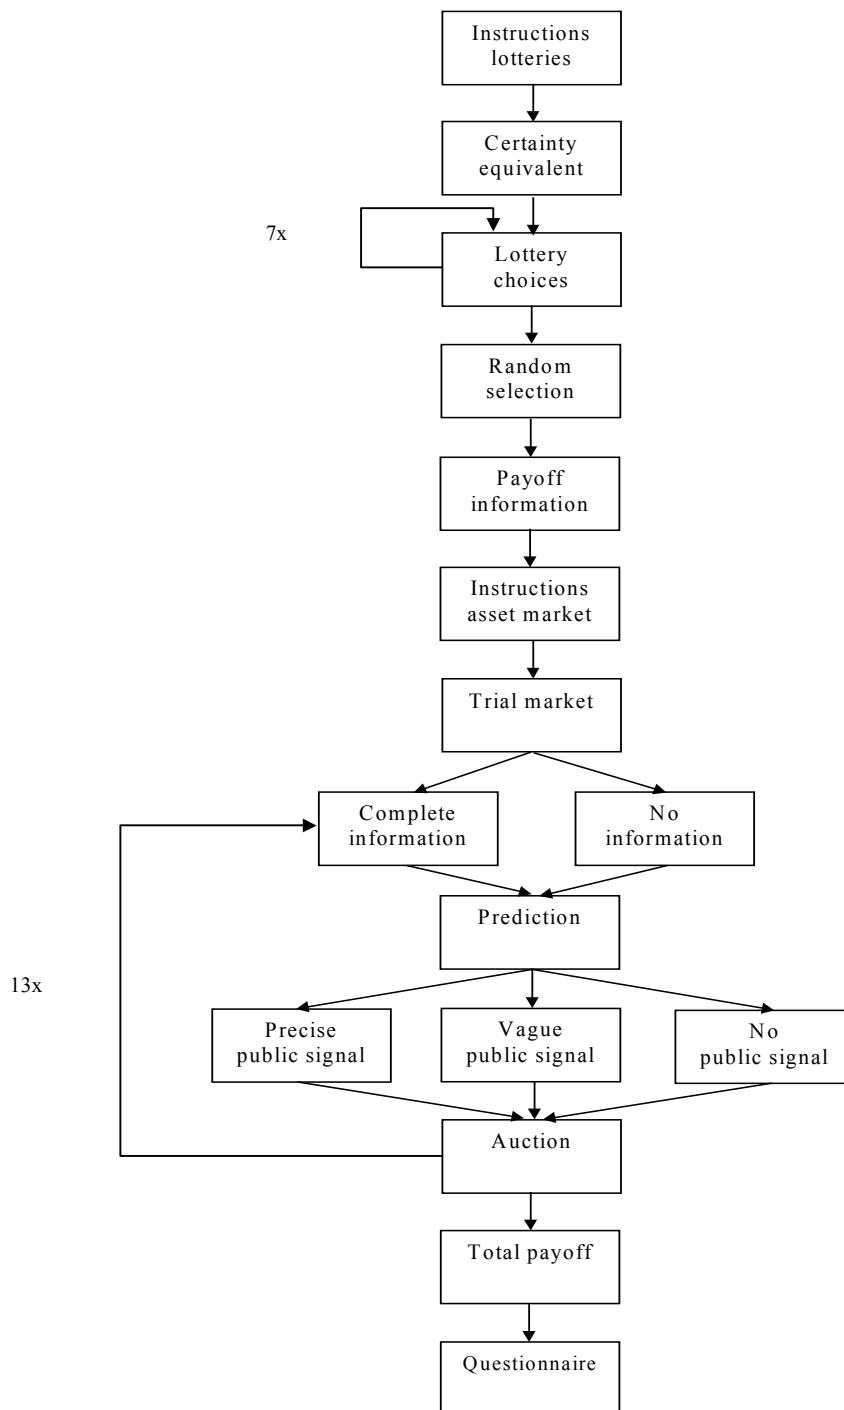 Instructions
lotteries
Certainty
equivalent
7x
Lottery
choices
Random
selection
Payoff
information
Instructions
asset market
Trial market
Complete
information
No
information
Prediction
13x
Precise
public signal
Vague
public signal
No
public signal
Auction
Total payoff
Questionnaire